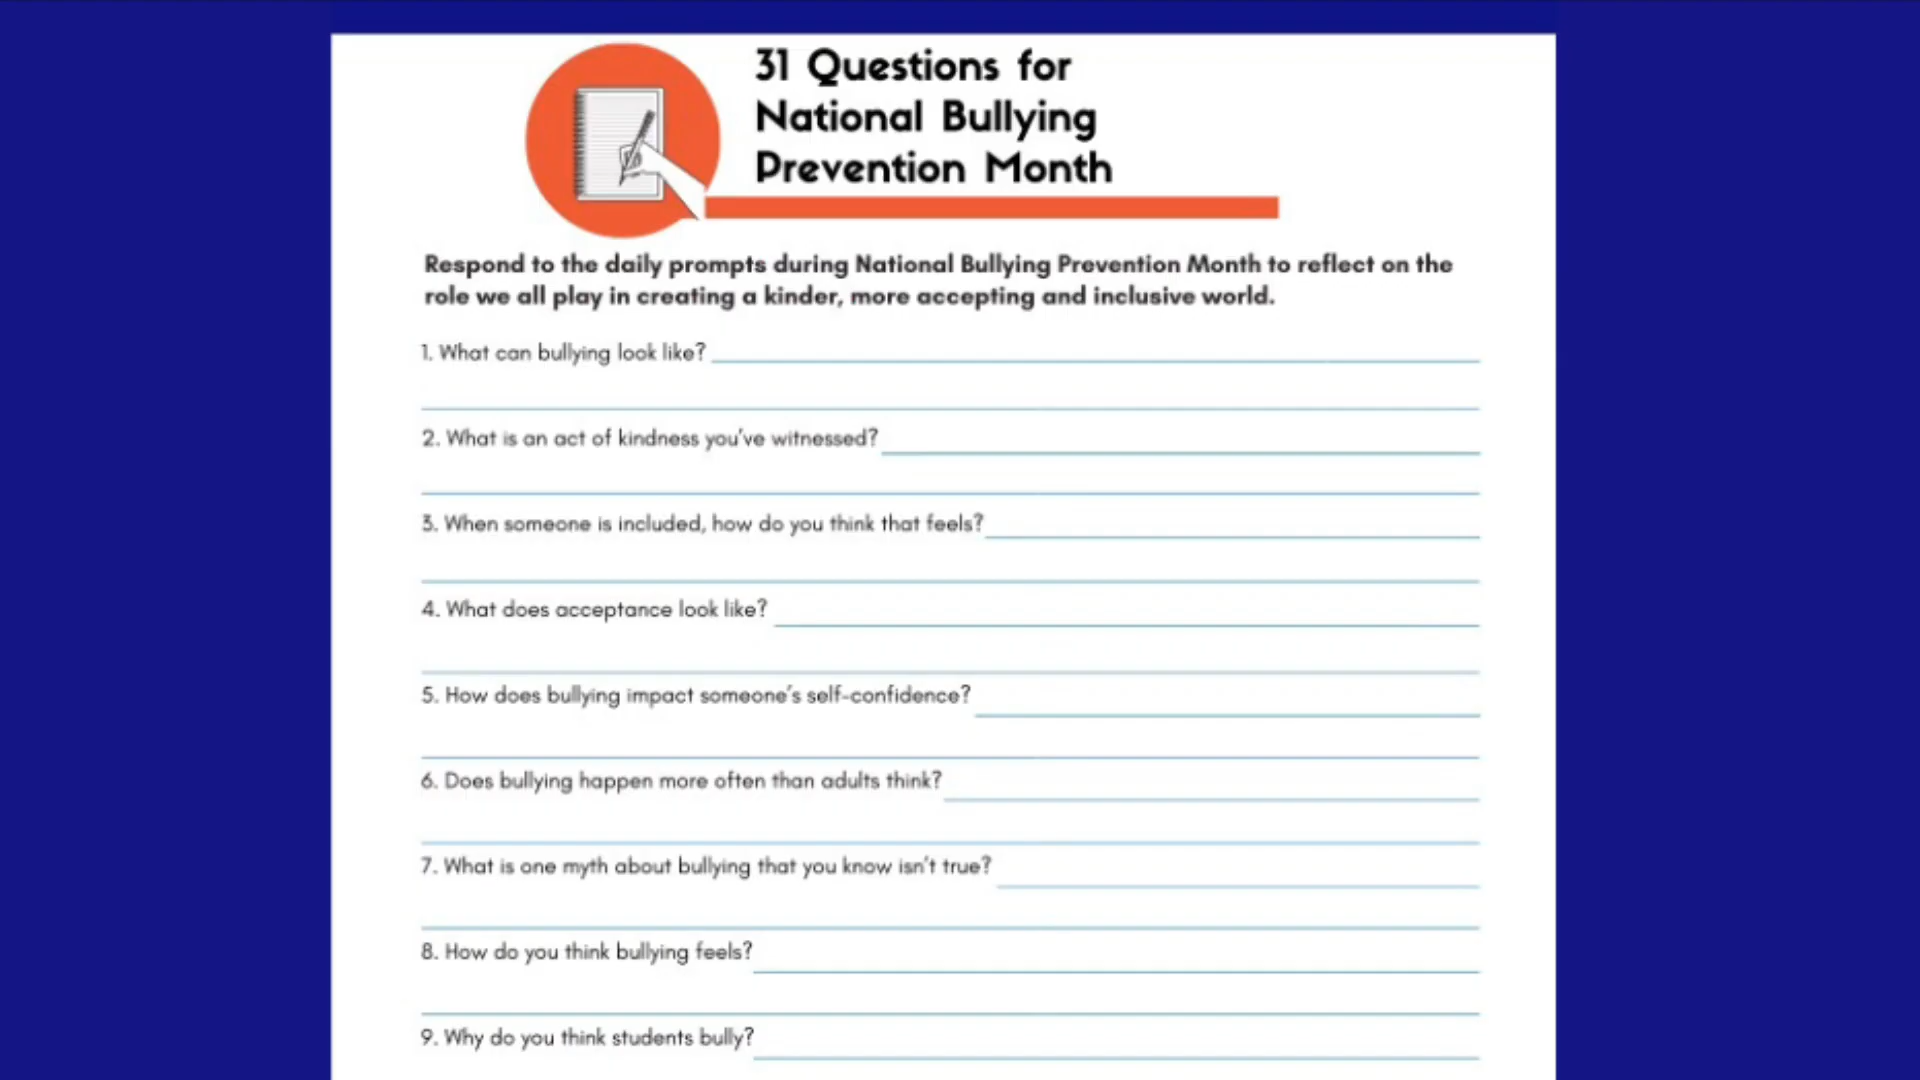 31 Questions for
National Bullying
Prevention Month
Respond to the daily prompts during National Bullying Prevention Month to reflect on the
role we all play in creating a kinder, more accepting and inclusive world.
1. What can bullying look like?
2. What is an act of kindness you've witnessed?
3. When someone is included, how do you think that feels?
4. What does acceptance look like?
5. How does bullying impact someone's self-confidence?
6. Does bullying happen more often than adults think?
7. What is one myth about bullying that you know isn't true?
8. How do you think bullying feels?
9. Why do you think students bully?